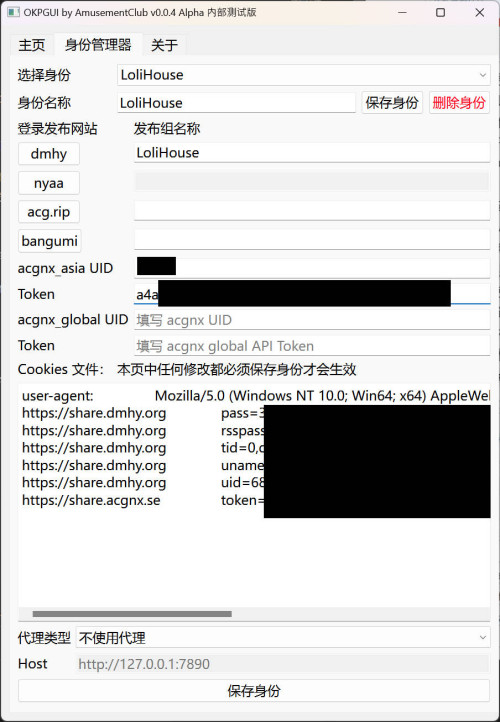 OKPGUI by AmusementClub v0.0.4 Alpha 内部测试版
主页 身份管理器 关于
选择身份 LoliHouse
身份名称 LoliHouse 保存身份 删除身份
登录发布网站 发布组名称
dmhy LoliHouse
nyaa
acg.rip
bangumi
acgnx_asia UID
Token a4a
acgnx_global UID 填写 acgnx UID
Token 填写 acgnx global API Token
Cookies 文件： 本页中任何修改都必须保存身份才会生效
user-agent: Mozilla/5.0 (Windows NT 10.0; Win64; x64) AppleWel
https://share.dmhy.org pass=3
https://share.dmhy.org rsspass
https://share.dmhy.org tid=0,c
https://share.dmhy.org uname
https://share.dmhy.org uid=68
https://share.acgnx.se token=
代理类型 不使用代理
Host http://127.0.0.1:7890
保存身份